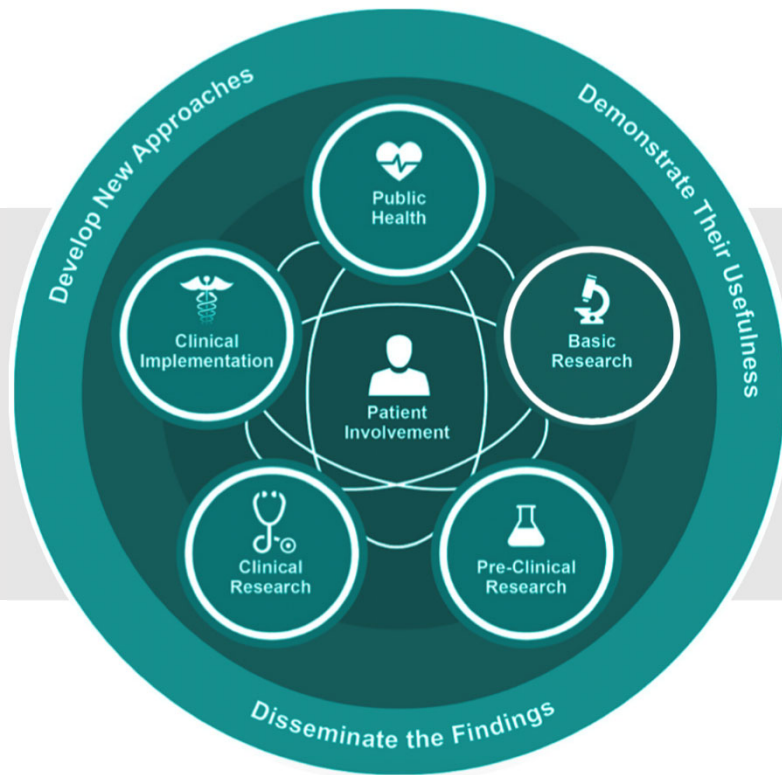 Develop New Approaches
Demonstrate Their Usefulness
Public
Health
Clinical
Implementation
Basic
Research
Patient
Involvement
Clinical
Research
Pre-Clinical
Research
Disseminate the Findings